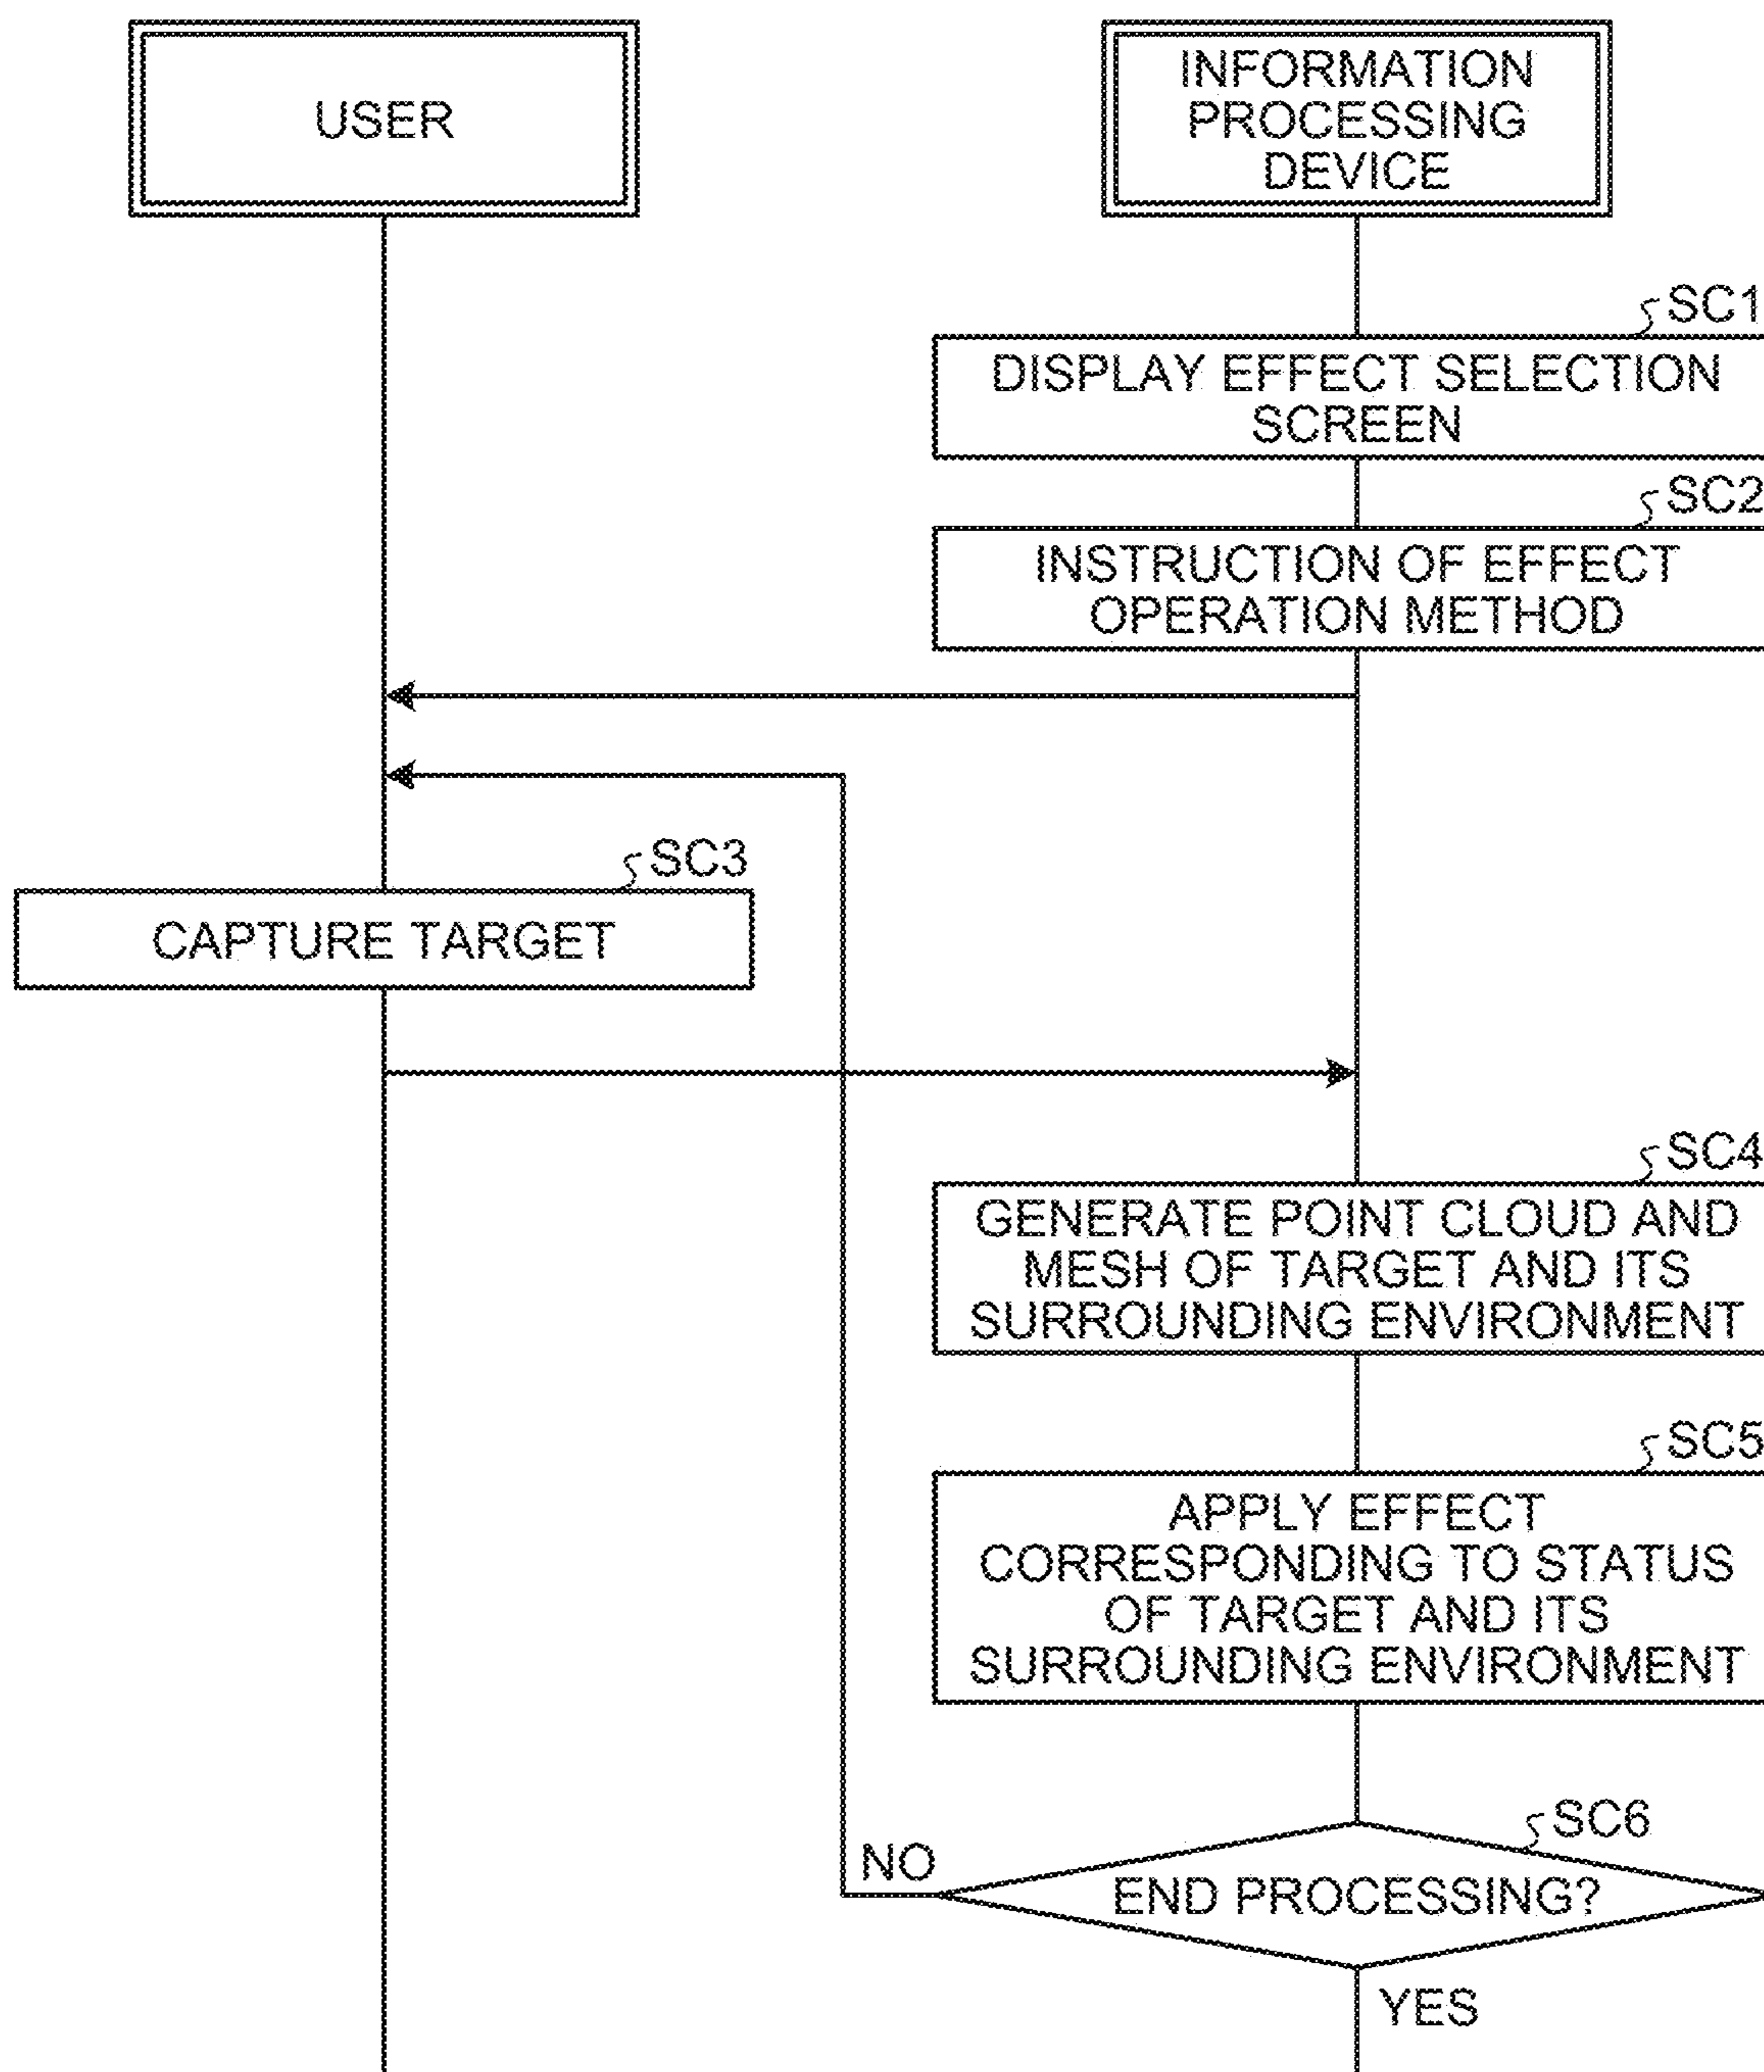 USER
INFORMATION
PROCESSING
DEVICE
SC1
DISPLAY EFFECT SELECTION
SCREEN
SC2
INSTRUCTION OF EFFECT
OPERATION METHOD
SC3
CAPTURE TARGET
SC4
GENERATE POINT CLOUD AND
MESH OF TARGET AND ITS
SURROUNDING ENVIRONMENT
SC5
APPLY EFFECT
CORRESPONDING TO STATUS
OF TARGET AND ITS
SURROUNDING ENVIRONMENT
SC6
NO
END PROCESSING?
YES